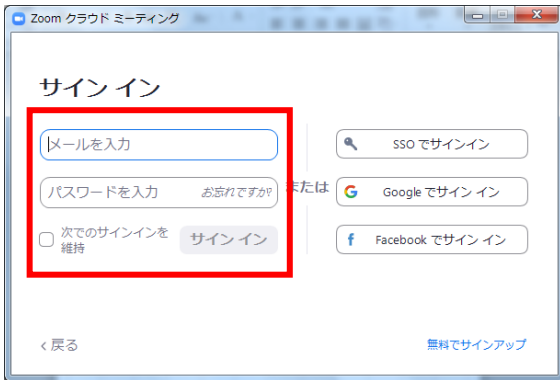 Zoom クラウド ミーティング
サイン イン
メールを入力
パスワードを入力 お忘れですか?
次でのサインインを
維持
サイン イン
または
SSO でサインイン
Google でサイン イン
Facebook でサイン イン
< 戻る
無料でサインアップ